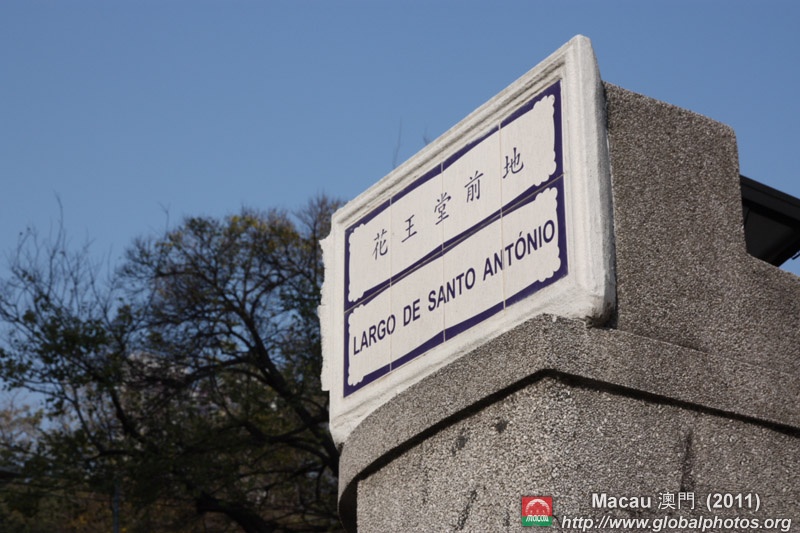 花王堂前地
LARGO DE SANTO ANTÓNIO
Macau 澳門 (2011)
http://www.globalphotos.org